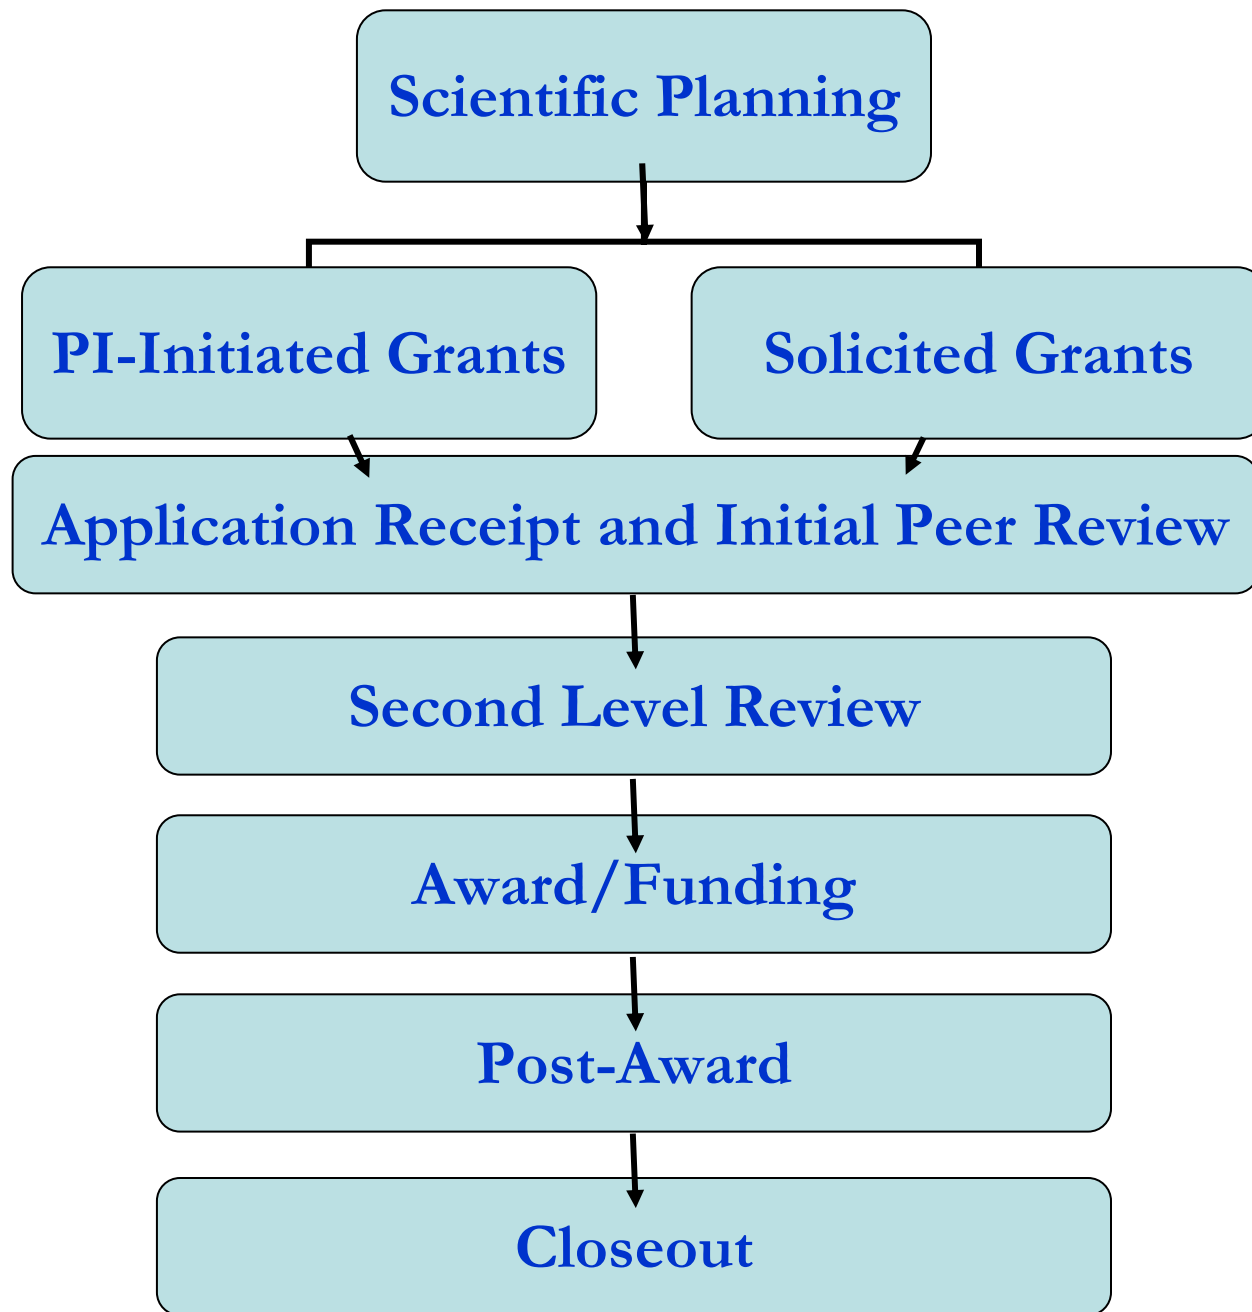 Scientific Planning
PI-Initiated Grants
Solicited Grants
Application Receipt and Initial Peer Review
Second Level Review
Award/Funding
Post-Award
Closeout